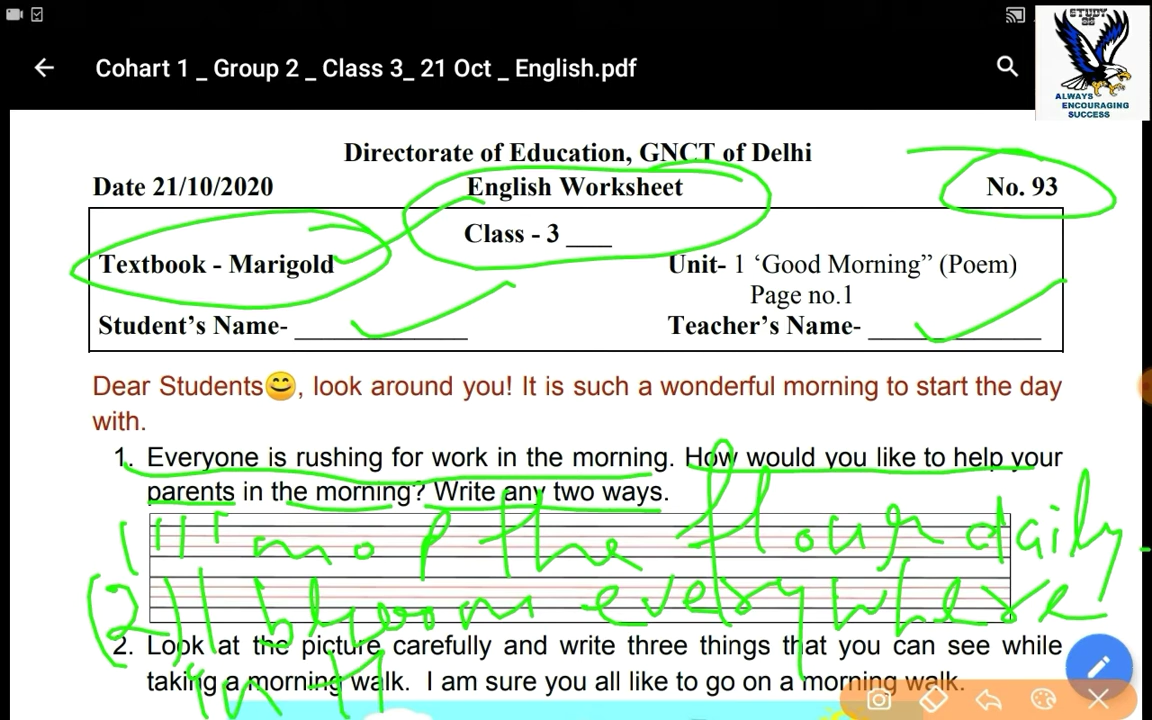 STUDY
88
ALWAYS
ENCOURAGING
SUCCESS
Cohart 1 _ Group 2 _ Class 3_ 21 Oct _ English.pdf
Directorate of Education, GNCT of Delhi
Date 21/10/2020 English Worksheet No. 93
Class - 3 ____
Textbook - Marigold Unit- 1 ‘Good Morning” (Poem)
Page no.1
Student’s Name- ______________ Teacher’s Name- ______________
Dear Students😊, look around you! It is such a wonderful morning to start the day
with.
1. Everyone is rushing for work in the morning. How would you like to help your
parents in the morning? Write any two ways.
mop the flour daily
(2) broom everywhere
2. Look at the picture carefully and write three things that you can see while
taking a morning walk. I am sure you all like to go on a morning walk.